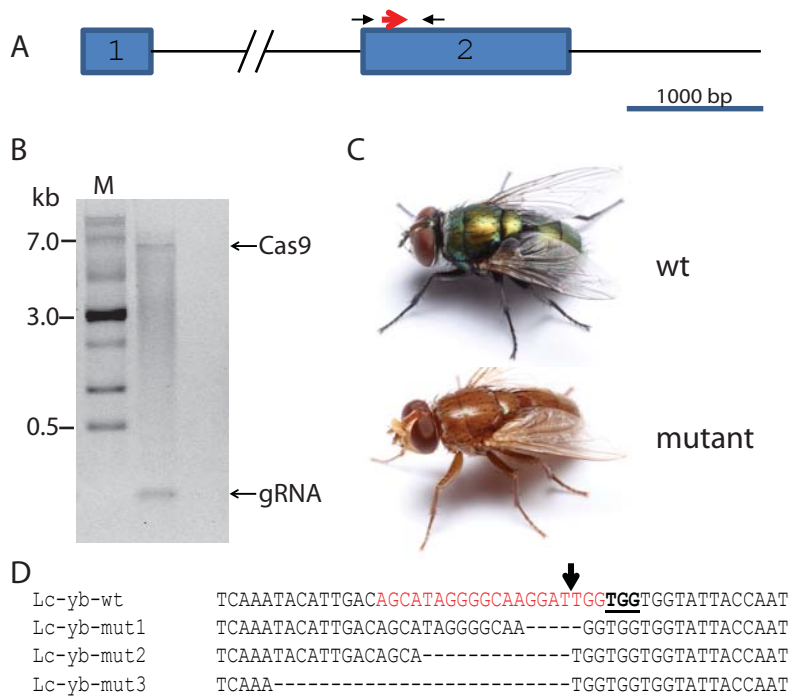 A
1
2
1000 bp
B
kb
M
7.0
3.0
0.5
Cas9
gRNA
C
wt
mutant
D
Lc-yb-wt TCAAATACATTGACAGCATAGGGGCAAGGATTGGTGGTGGTATTACCAAT
Lc-yb-mut1 TCAAATACATTGACAGCATAGGGGCAA-----GGTGGTGGTATTACCAAT
Lc-yb-mut2 TCAAATACATTGACAGCA-------------TGGTGGTGGTATTACCAAT
Lc-yb-mut3 TCAAA--------------------------TGGTGGTGGTATTACCAAT